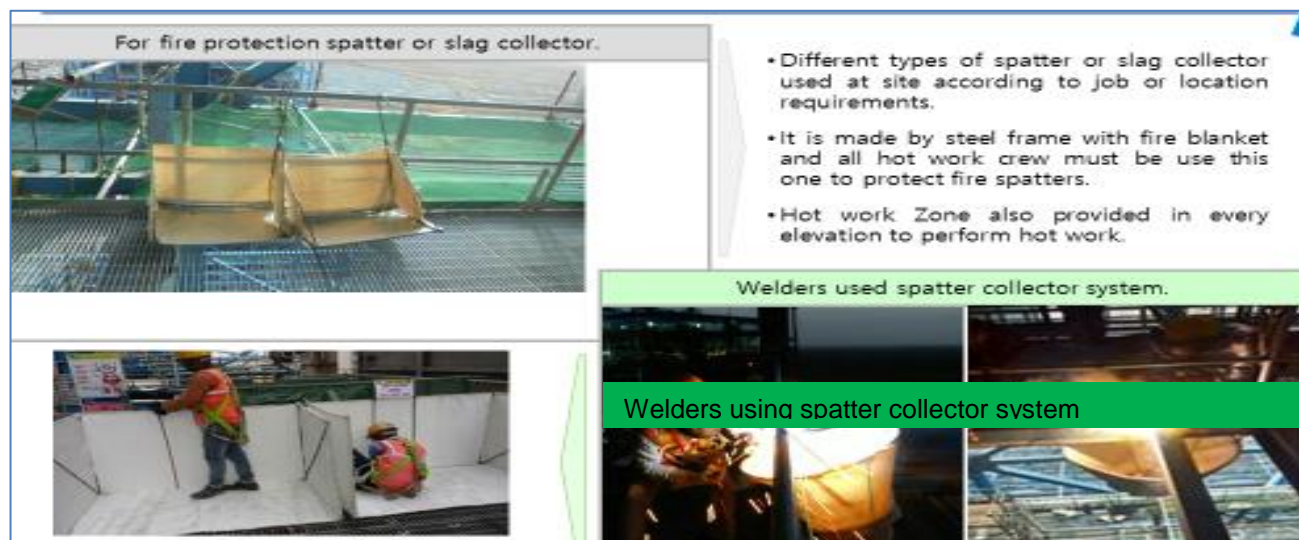 For fire protection spatter or slag collector.
• Different types of spatter or slag collector
used at site according to job or location
requirements.
• It is made by steel frame with fire blanket
and all hot work crew must be use this
one to protect fire spatters.
• Hot work Zone also provided in every
elevation to perform hot work.
Welders used spatter collector system.
Welders using spatter collector system